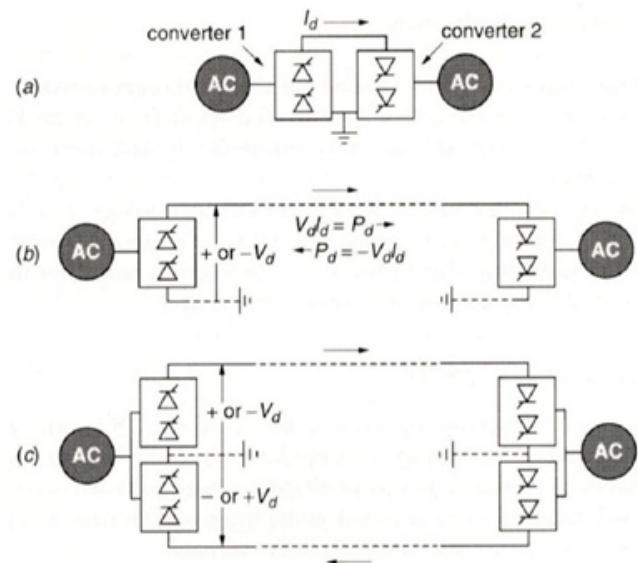 I_d
converter 1
converter 2
(a)
AC
AC
(b)
AC
+ or -V_d
V_dI_d = P_d →
← P_d = -V_dI_d
AC
(c)
AC
+ or -V_d
- or +V_d
AC